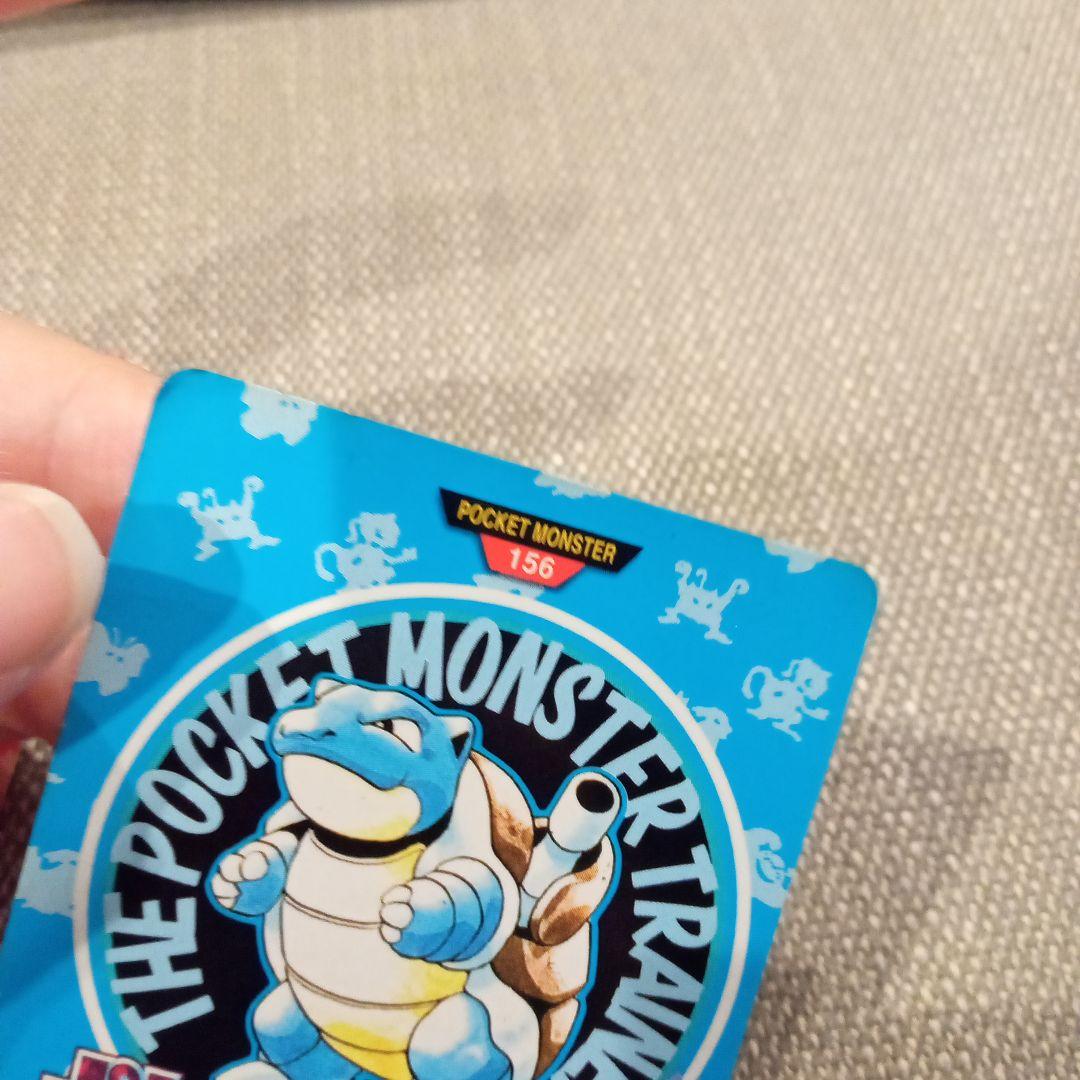 POCKET MONSTER
156
THE POCKET MONSTER TRAINE